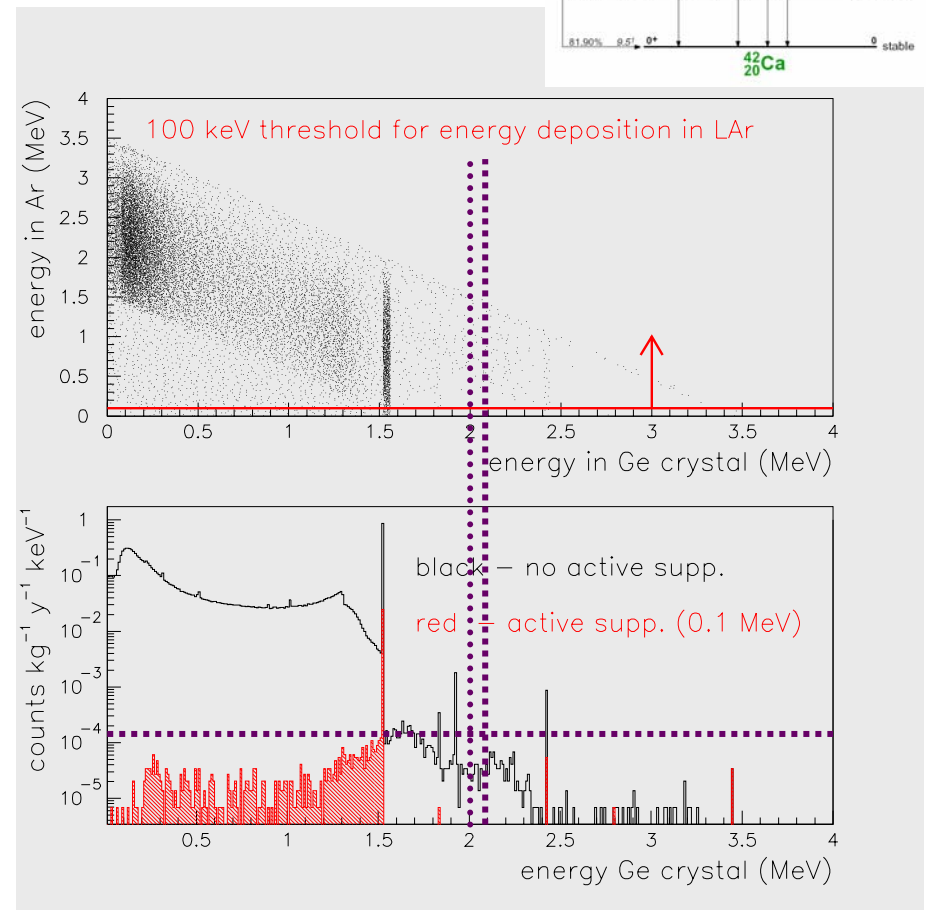 81.90% 9.5¹ 0+ 0 stable
42
20Ca
100 keV threshold for energy deposition in LAr
energy in Ar (MeV)
4
3.5
3
2.5
2
1.5
1
0.5
0
0 0.5 1 1.5 2 2.5 3 3.5 4
energy in Ge crystal (MeV)
counts kg⁻¹ y⁻¹ keV⁻¹
1
10⁻¹
10⁻²
10⁻³
10⁻⁴
10⁻⁵
black – no active supp.
red – active supp. (0.1 MeV)
0.5 1 1.5 2 2.5 3 3.5 4
energy Ge crystal (MeV)